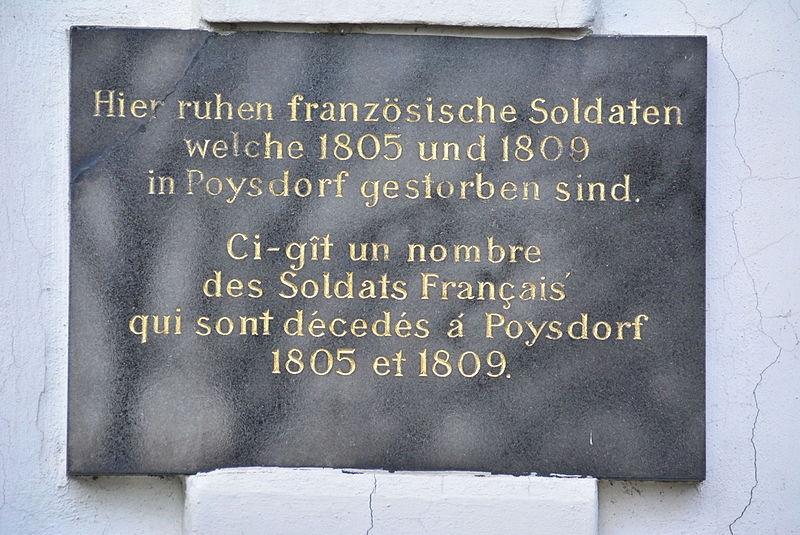 Hier ruhen französische Soldaten
welche 1805 und 1809
in Poysdorf gestorben sind.
Ci-gît un nombre
des Soldats Français
qui sont décedés á Poysdorf
1805 et 1809.